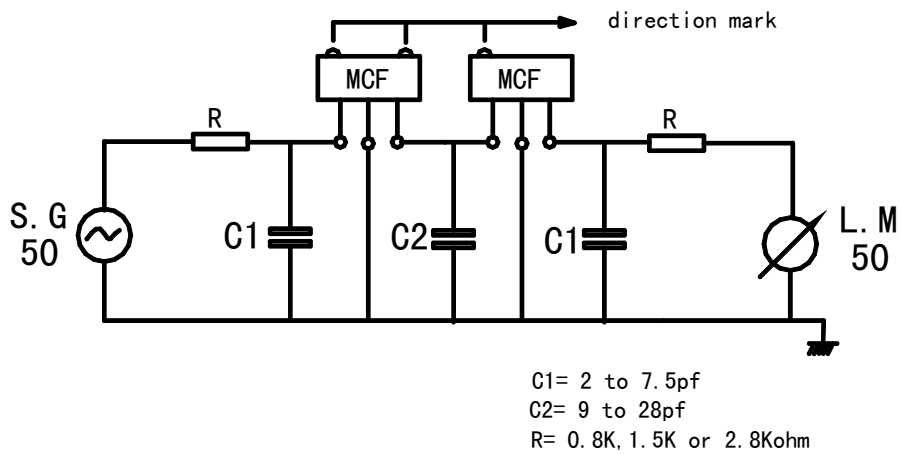 direction mark
MCF
MCF
R
R
S. G
50
C1
C2
C1
L. M
50
C1= 2 to 7.5pf
C2= 9 to 28pf
R= 0.8K, 1.5K or 2.8Kohm